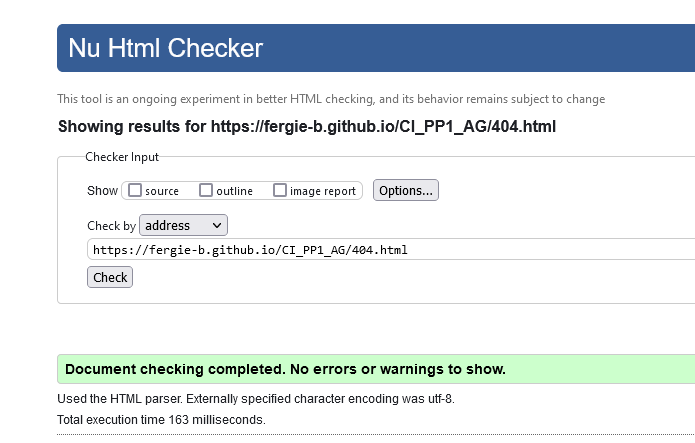 Nu Html Checker
This tool is an ongoing experiment in better HTML checking, and its behavior remains subject to change
Showing results for https://fergie-b.github.io/CI_PP1_AG/404.html
Checker Input
Show source outline image report Options...
Check by address
https://fergie-b.github.io/CI_PP1_AG/404.html
Check
Document checking completed. No errors or warnings to show.
Used the HTML parser. Externally specified character encoding was utf-8.
Total execution time 163 milliseconds.